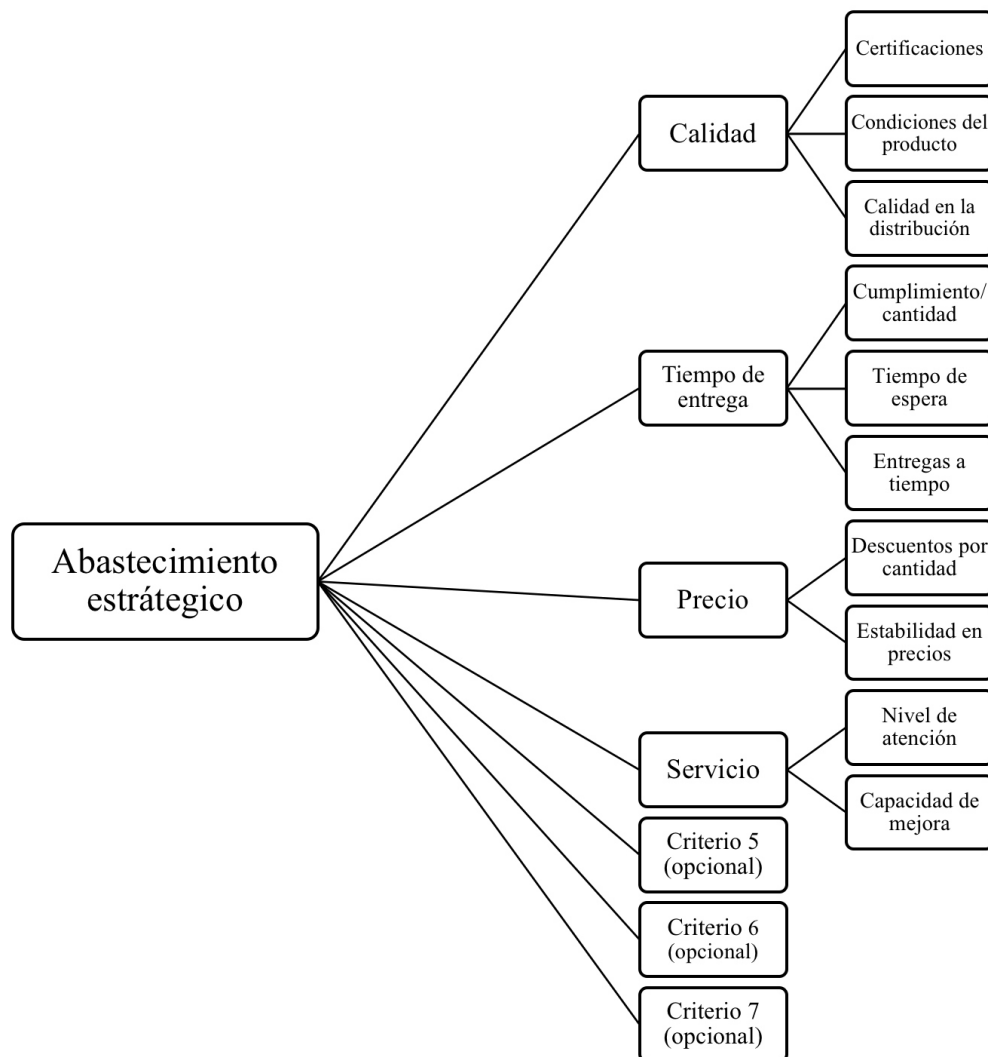 Abastecimiento
estrátegico
Calidad
Certificaciones
Condiciones del
producto
Calidad en la
distribución
Tiempo de
entrega
Cumplimiento/
cantidad
Tiempo de
espera
Entregas a
tiempo
Precio
Descuentos por
cantidad
Estabilidad en
precios
Servicio
Nivel de
atención
Capacidad de
mejora
Criterio 5
(opcional)
Criterio 6
(opcional)
Criterio 7
(opcional)